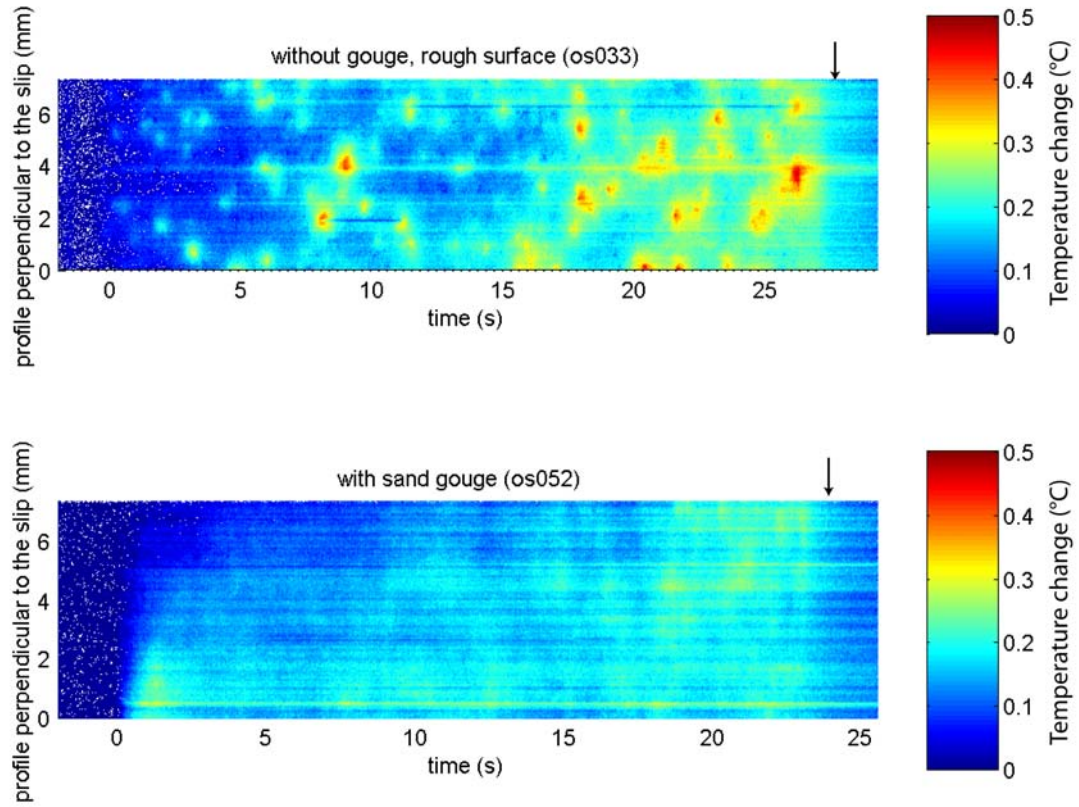 without gouge, rough surface (os033)
profile perpendicular to the slip (mm)
6
4
2
0
0 5 10 15 20 25
time (s)
0.5
0.4
0.3
0.2
0.1
0
Temperature change (°C)
with sand gouge (os052)
profile perpendicular to the slip (mm)
6
4
2
0
0 5 10 15 20 25
time (s)
0.5
0.4
0.3
0.2
0.1
0
Temperature change (°C)